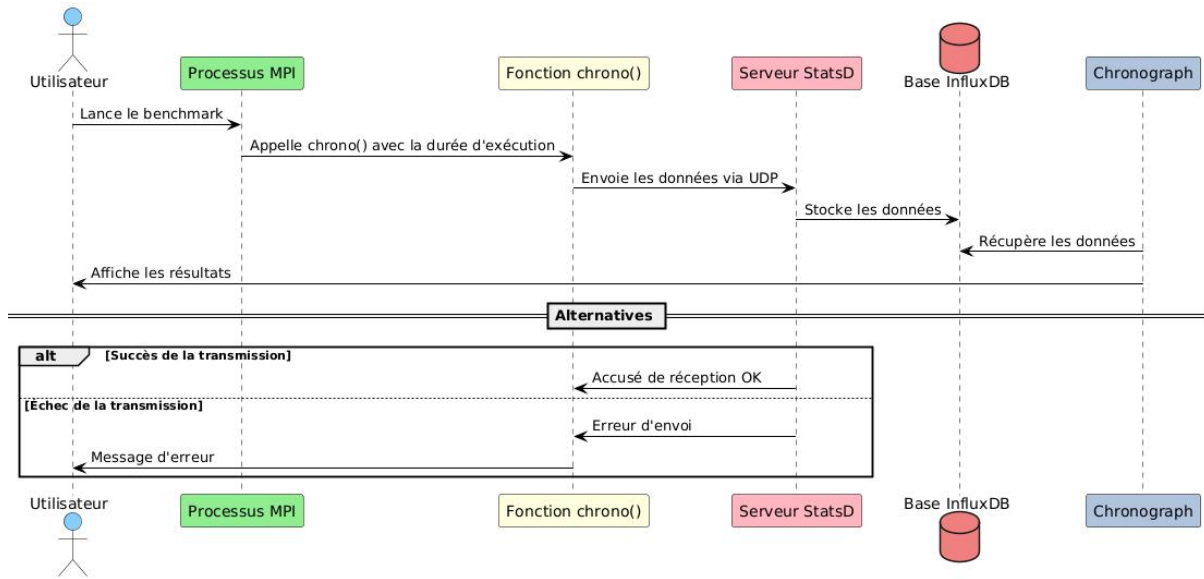 Utilisateur
Processus MPI
Fonction chrono()
Serveur StatsD
Base InfluxDB
Chronograph
Lance le benchmark
Appelle chrono() avec la durée d'exécution
Envoie les données via UDP
Stocke les données
Récupère les données
Affiche les résultats
Alternatives
alt [Succès de la transmission]
Accusé de réception OK
[Échec de la transmission]
Erreur d'envoi
Message d'erreur
Utilisateur
Processus MPI
Fonction chrono()
Serveur StatsD
Base InfluxDB
Chronograph